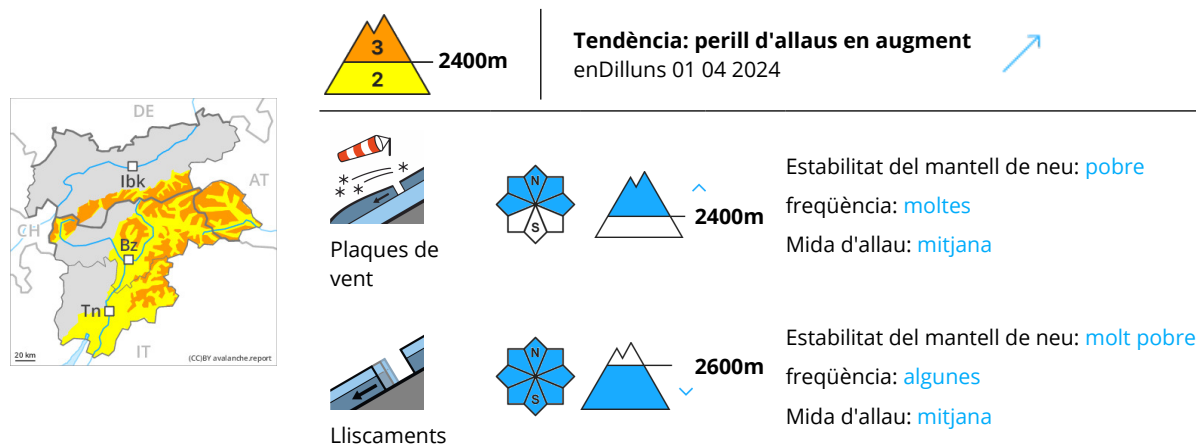 3
2
2400m
Tendència: perill d'allaus en augment
enDilluns 01 04 2024
DE
Ibk
AT
CH
Bz
Tn
IT
20 km
(CC)BY avalanche.report
N
S
2400m
Plaques de
vent
Estabilitat del mantell de neu: pobre
freqüència: moltes
Mida d'allau: mitjana
N
S
2600m
Lliscaments
Estabilitat del mantell de neu: molt pobre
freqüència: algunes
Mida d'allau: mitjana